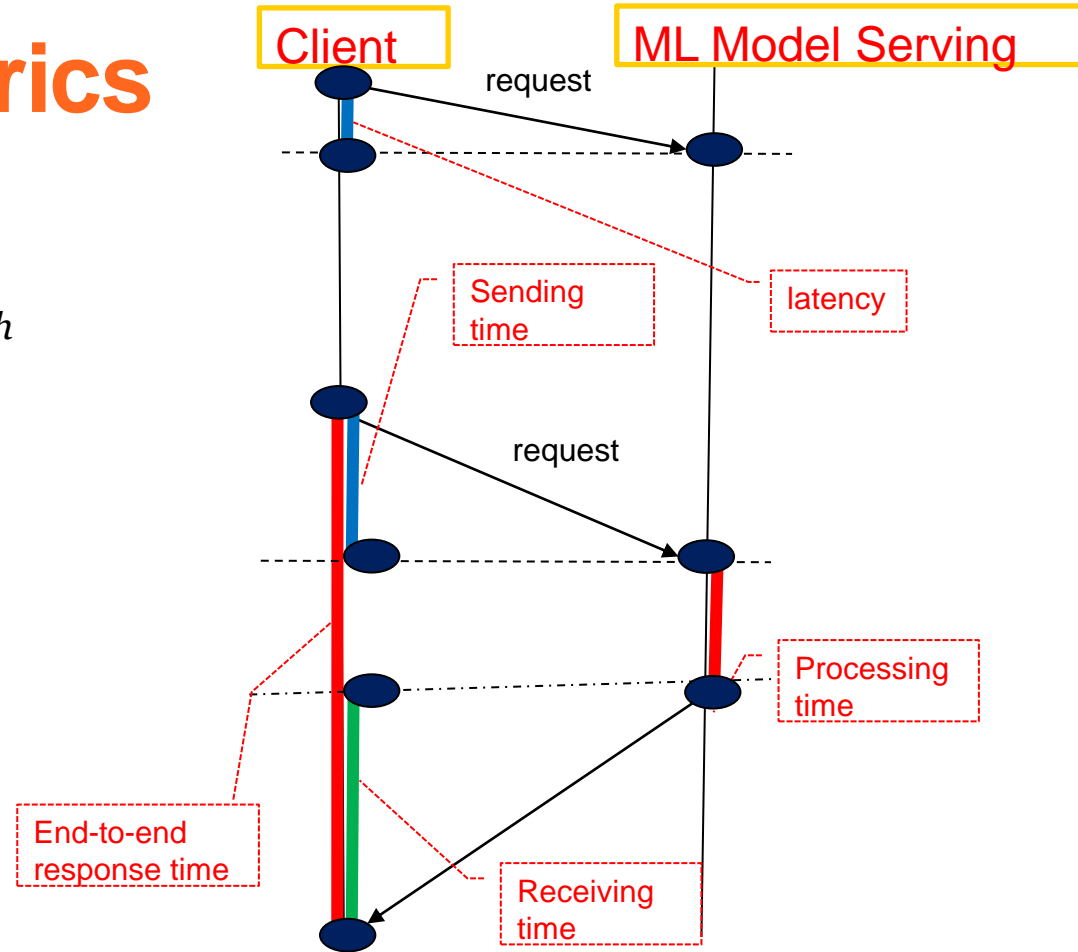 rics
Client
ML Model Serving
request
latency
Sending
time
h
request
Processing
time
End-to-end
response time
Receiving
time